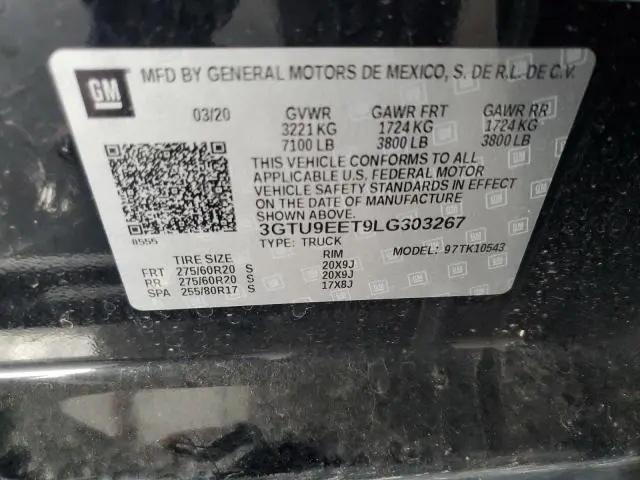 GM
MFD BY GENERAL MOTORS DE MEXICO, S. DE R.L. DE C.V.
03/20 GVWR GAWR FRT GAWR RR
3221 KG 1724 KG 1724 KG
7100 LB 3800 LB 3800 LB
THIS VEHICLE CONFORMS TO ALL
APPLICABLE U.S. FEDERAL MOTOR
VEHICLE SAFETY STANDARDS IN EFFECT
ON THE DATE OF MANUFACTURE
SHOWN ABOVE.
3GTU9EET9LG303267
8555 TYPE: TRUCK MODEL: 97TK10543
TIRE SIZE RIM
FRT 275/60R20 S 20X9J
RR 275/60R20 S 20X9J
SPA 255/80R17 S 17X8J